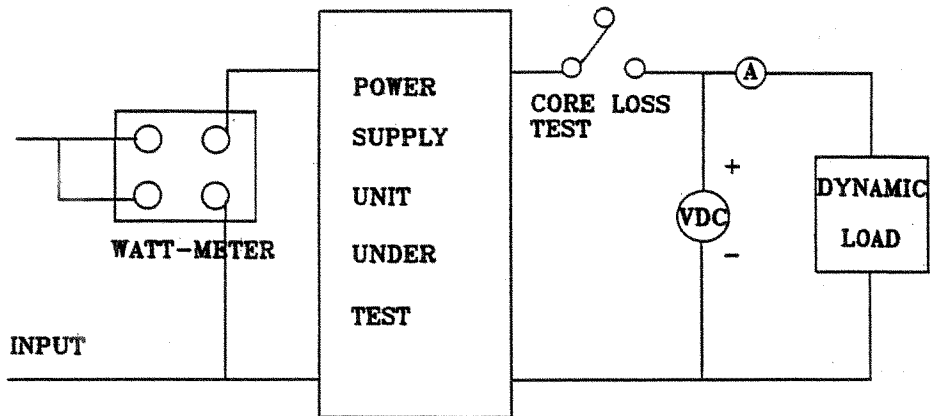 POWER
SUPPLY
UNIT
UNDER
TEST
CORE LOSS
TEST
A
+
VDC
-
DYNAMIC
LOAD
WATT-METER
INPUT